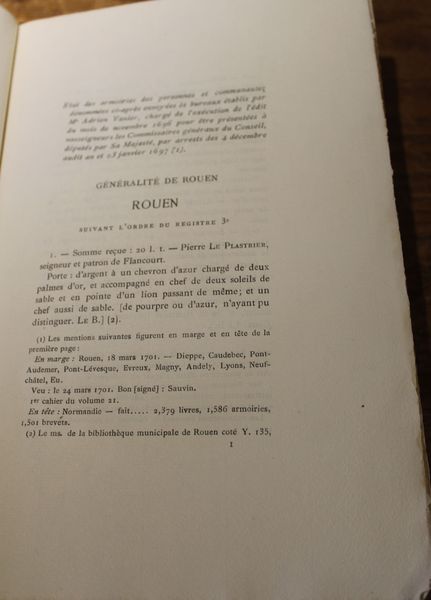 Etat des armoiries des personnes et communautez
dénommées ci-après envoyées ès bureaux établis par
Me Adrien Vanier, chargé de l'exécution de l'édit
du mois de novembre 1696 pour être présentées à
nosseigneurs les Commissaires généraux du Conseil,
députés par Sa Majesté, par arrests des 4 décembre
audit an et 23 janvier 1697 (1).
GÉNÉRALITÉ DE ROUEN
ROUEN
SUIVANT L'ORDRE DU REGISTRE 3e
1. — Somme reçue : 20 l. t. — Pierre LE PLASTRIER,
seigneur et patron de Flancourt.
Porte : d'argent à un chevron d'azur chargé de deux
palmes d'or, et accompagné en chef de deux soleils de
sable et en pointe d'un lion passant de même; et un
chef aussi de sable. [de pourpre ou d'azur, n'ayant pu
distinguer. LE B.] (2).
(1) Les mentions suivantes figurent en marge et en tête de la
première page :
En marge : Rouen, 18 mars 1701. — Dieppe, Caudebec, Pont-
Audemer, Pont-Lévesque, Evreux, Magny, Andely, Lyons, Neuf-
châtel, Eu.
Veu : le 24 mars 1701. Bon [signé] : Sauvin.
1er cahier du volume 21.
En tête : Normandie — fait..... 2,379 livres, 1,586 armoiries,
1,501 brevets.
(2) Le ms. de la bibliothèque municipale de Rouen coté Y. 135,
1